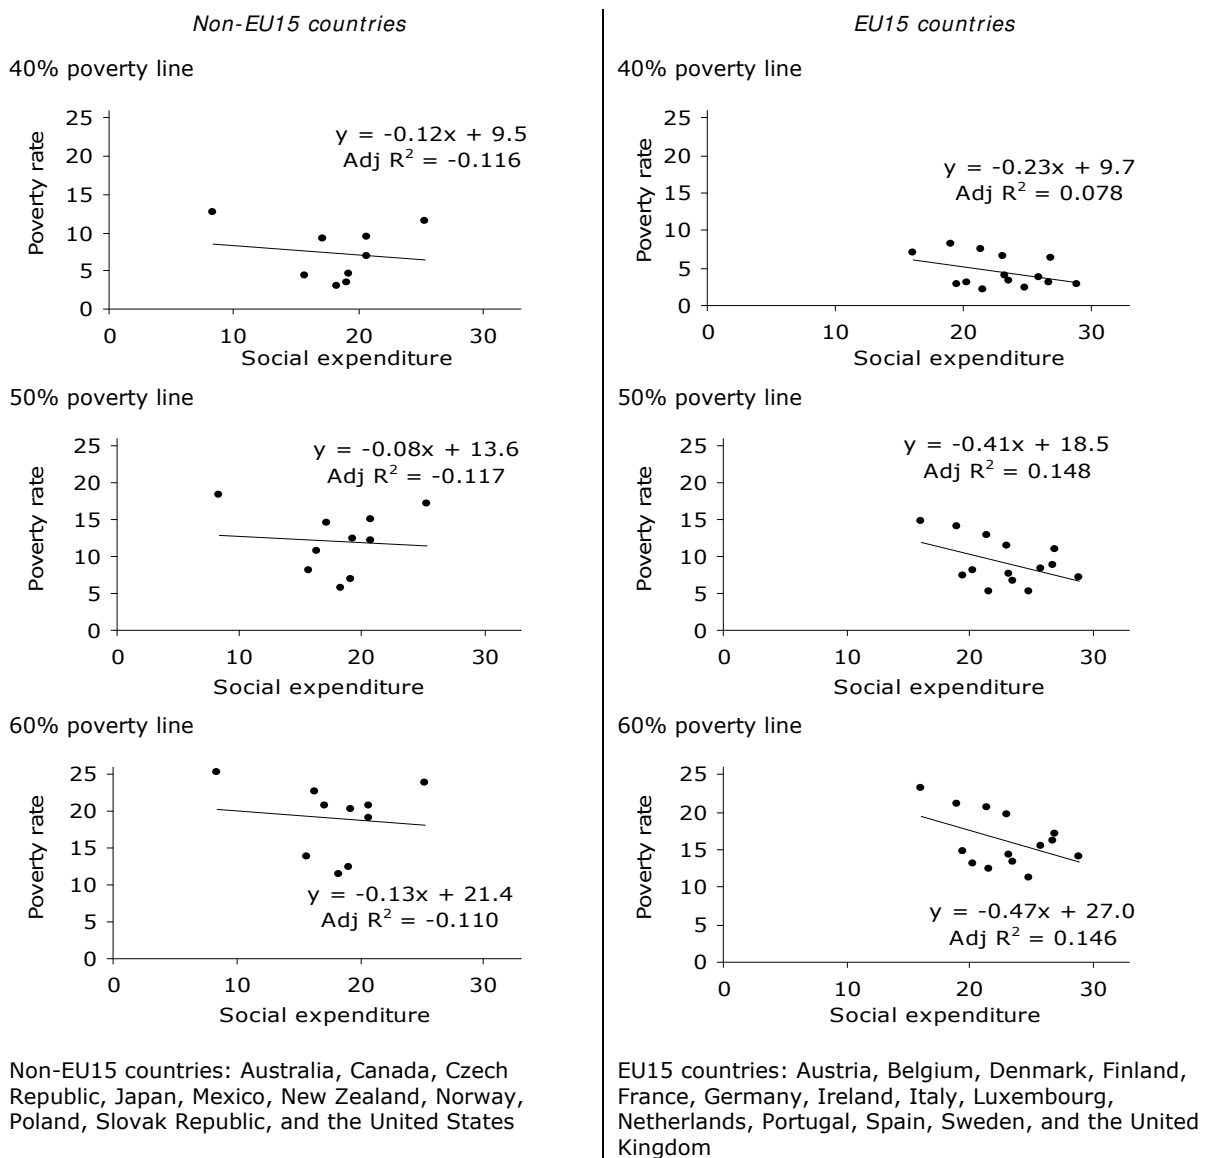 Non-EU15 countries
40% poverty line
y = -0.12x + 9.5
Adj R² = -0.116
Poverty rate
25
20
15
10
5
0
0 10 20 30
Social expenditure
50% poverty line
y = -0.08x + 13.6
Adj R² = -0.117
Poverty rate
25
20
15
10
5
0
0 10 20 30
Social expenditure
60% poverty line
Poverty rate
25
20
15
10
5
0
y = -0.13x + 21.4
Adj R² = -0.110
0 10 20 30
Social expenditure
Non-EU15 countries: Australia, Canada, Czech
Republic, Japan, Mexico, New Zealand, Norway,
Poland, Slovak Republic, and the United States
EU15 countries
40% poverty line
y = -0.23x + 9.7
Adj R² = 0.078
Poverty rate
25
20
15
10
5
0
0 10 20 30
Social expenditure
50% poverty line
y = -0.41x + 18.5
Adj R² = 0.148
Poverty rate
25
20
15
10
5
0
0 10 20 30
Social expenditure
60% poverty line
Poverty rate
25
20
15
10
5
0
y = -0.47x + 27.0
Adj R² = 0.146
0 10 20 30
Social expenditure
EU15 countries: Austria, Belgium, Denmark, Finland,
France, Germany, Ireland, Italy, Luxembourg,
Netherlands, Portugal, Spain, Sweden, and the United
Kingdom